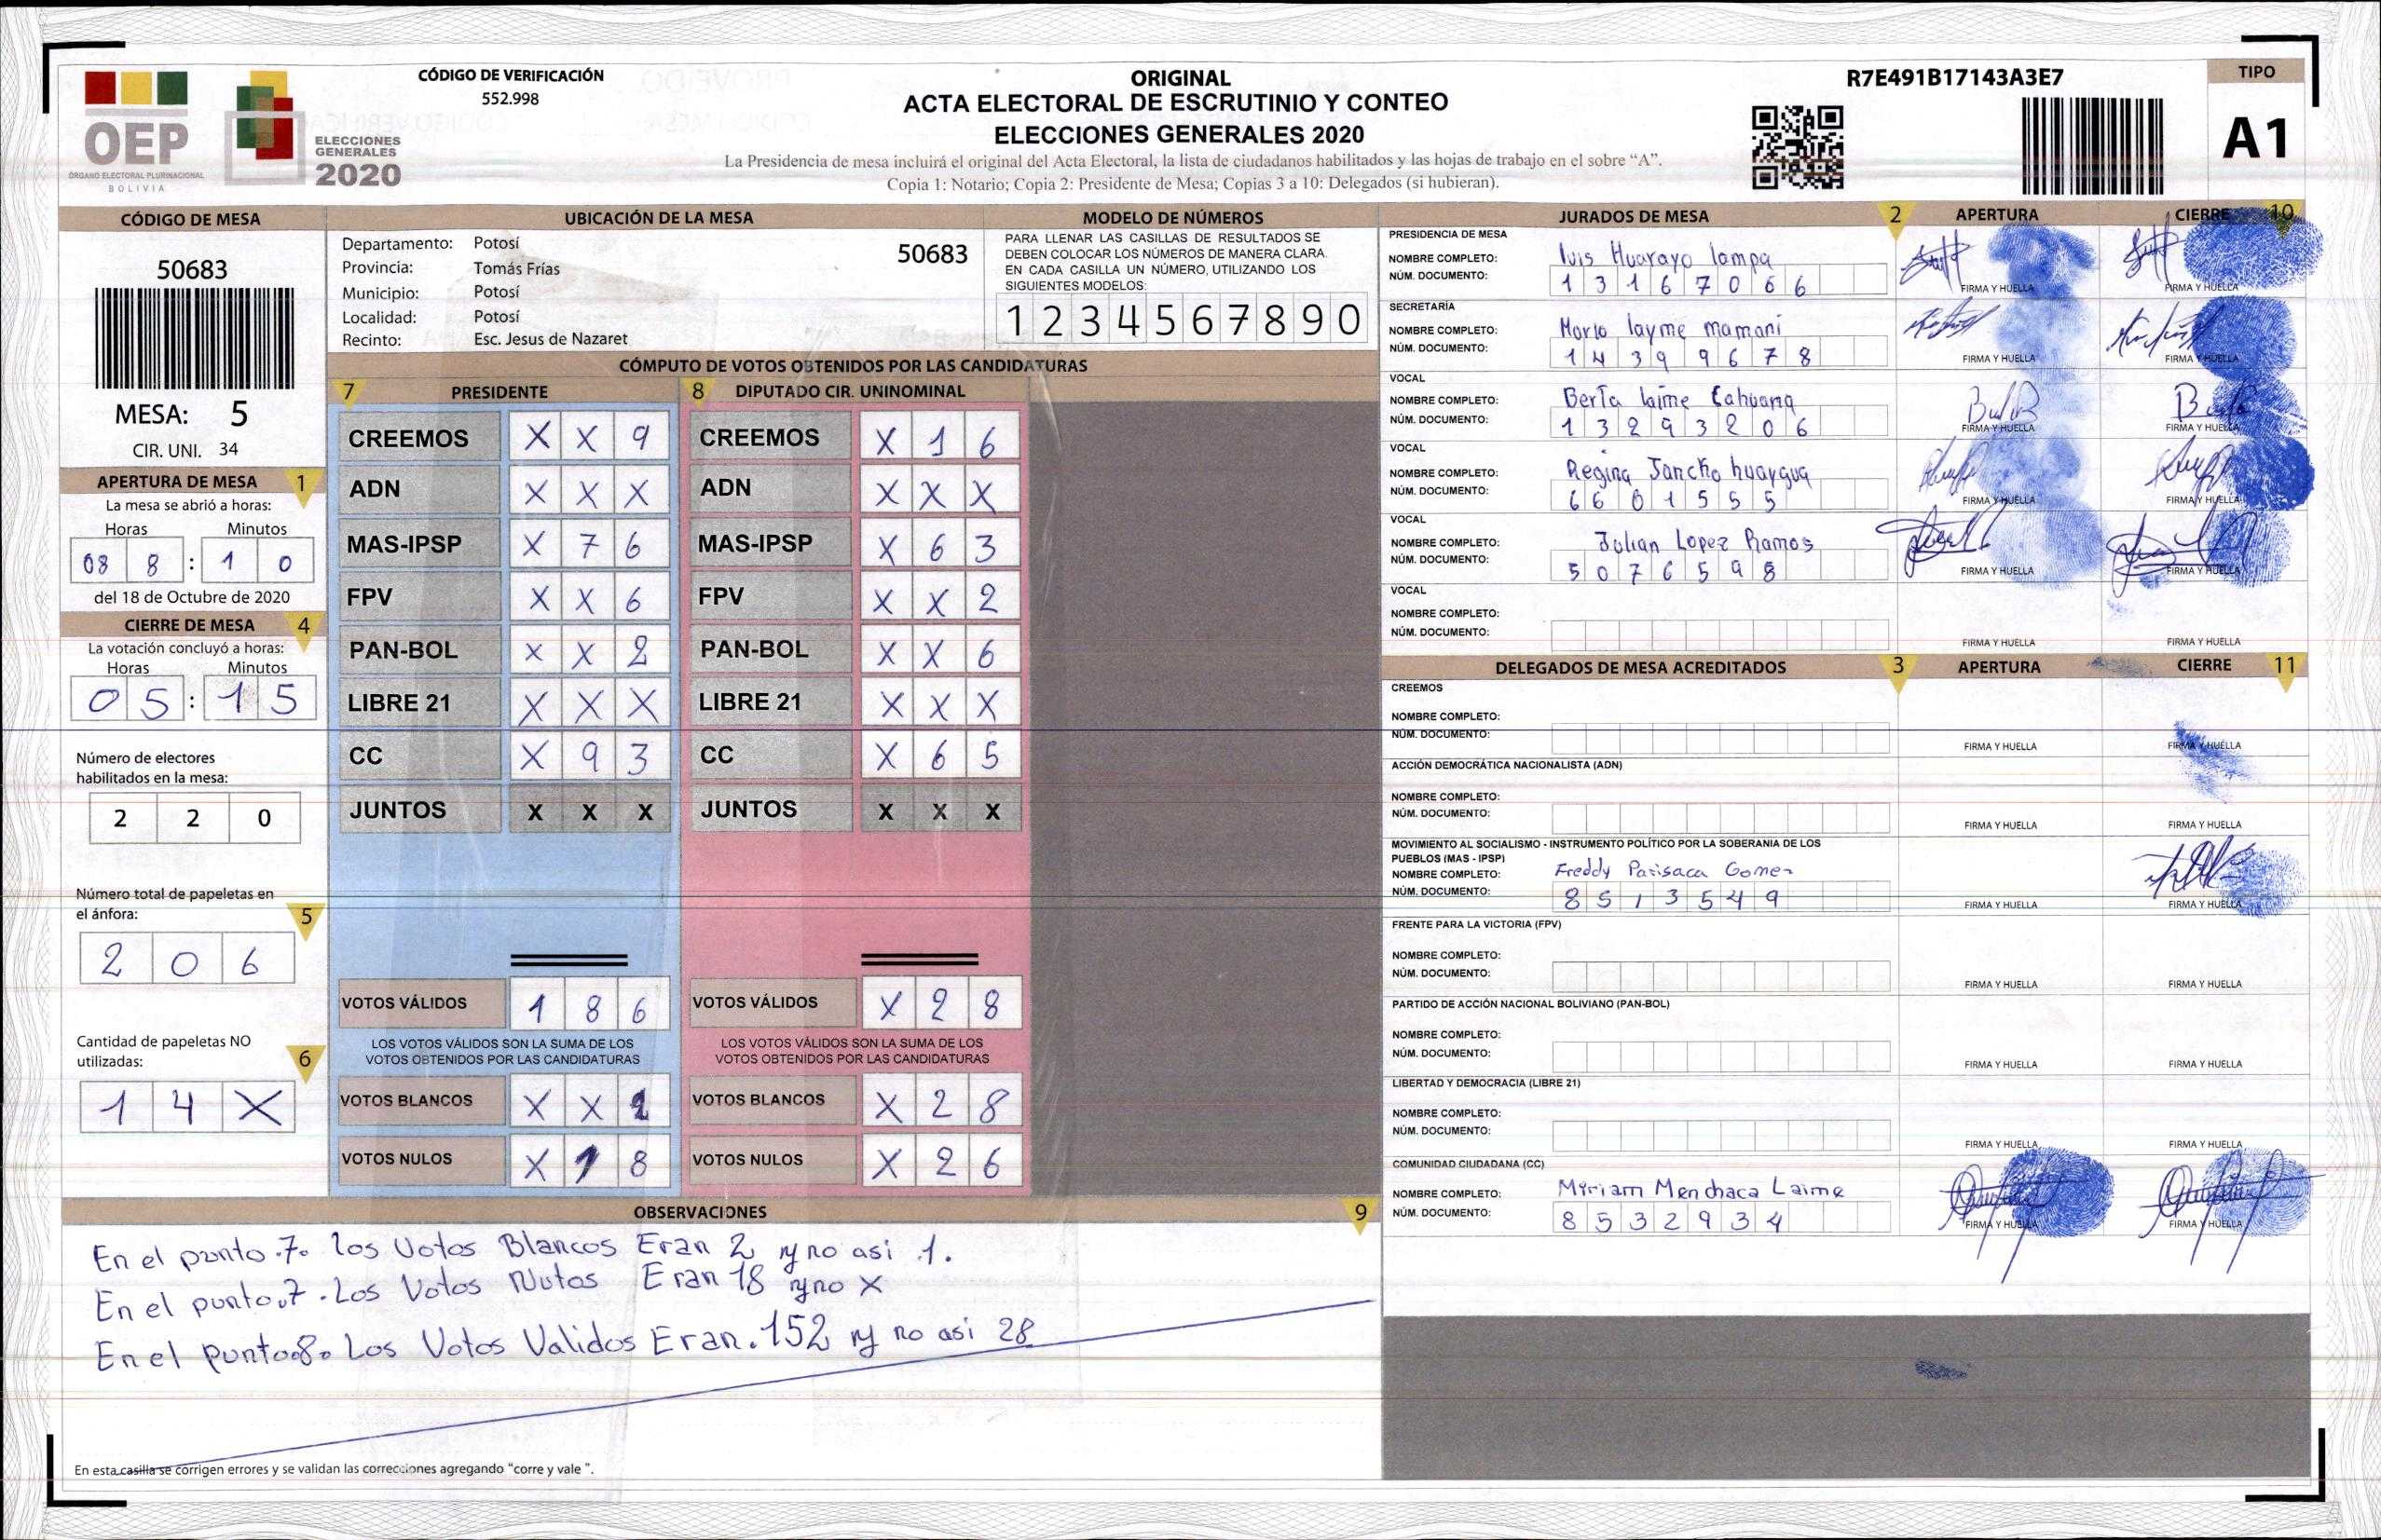 CÓDIGO DE VERIFICACIÓN
552.998
OEP
ÓRGANO ELECTORAL PLURINACIONAL
BOLIVIA
ELECCIONES
GENERALES
2020
ORIGINAL
ACTA ELECTORAL DE ESCRUTINIO Y CONTEO
ELECCIONES GENERALES 2020
La Presidencia de mesa incluirá el original del Acta Electoral, la lista de ciudadanos habilitados y las hojas de trabajo en el sobre “A”.
Copia 1: Notario; Copia 2: Presidente de Mesa; Copias 3 a 10: Delegados (si hubieran).
R7E491B17143A3E7
TIPO
A1
CÓDIGO DE MESA
50683
MESA: 5
CIR. UNI. 34
APERTURA DE MESA 1
La mesa se abrió a horas:
Horas Minutos
08 8 : 1 0
del 18 de Octubre de 2020
CIERRE DE MESA 4
La votación concluyó a horas:
Horas Minutos
0 5 : 1 5
Número de electores
habilitados en la mesa:
2 2 0
Número total de papeletas en
el ánfora: 5
2 0 6
Cantidad de papeletas NO
utilizadas: 6
1 4 X
UBICACIÓN DE LA MESA
Departamento: Potosí 50683
Provincia: Tomás Frías
Municipio: Potosí
Localidad: Potosí
Recinto: Esc. Jesus de Nazaret
MODELO DE NÚMEROS
PARA LLENAR LAS CASILLAS DE RESULTADOS SE
DEBEN COLOCAR LOS NÚMEROS DE MANERA CLARA.
EN CADA CASILLA UN NÚMERO, UTILIZANDO LOS
SIGUIENTES MODELOS:
1 2 3 4 5 6 7 8 9 0
CÓMPUTO DE VOTOS OBTENIDOS POR LAS CANDIDATURAS
7 PRESIDENTE 8 DIPUTADO CIR. UNINOMINAL
CREEMOS X X 9 CREEMOS X 1 6
ADN X X X ADN X X X
MAS-IPSP X 7 6 MAS-IPSP X 6 3
FPV X X 6 FPV X X 2
PAN-BOL X X 2 PAN-BOL X X 6
LIBRE 21 X X X LIBRE 21 X X X
CC X 9 3 CC X 6 5
JUNTOS X X X JUNTOS X X X
VOTOS VÁLIDOS 1 8 6 VOTOS VÁLIDOS X 2 8
LOS VOTOS VÁLIDOS SON LA SUMA DE LOS LOS VOTOS VÁLIDOS SON LA SUMA DE LOS
VOTOS OBTENIDOS POR LAS CANDIDATURAS VOTOS OBTENIDOS POR LAS CANDIDATURAS
VOTOS BLANCOS X X 2 VOTOS BLANCOS X 2 8
VOTOS NULOS X 1 8 VOTOS NULOS X 2 6
OBSERVACIONES 9
En el punto .7. los Votos Blancos Eran 2 y no asi 1.
En el punto.7. Los Votos Nulos Eran 18 y no X
En el punto.8. Los Votos Validos Eran. 152 y no asi 28
En esta casilla se corrigen errores y se validan las correcciones agregando “corre y vale ”.
JURADOS DE MESA 2 APERTURA CIERRE 10
PRESIDENCIA DE MESA
NOMBRE COMPLETO: luis Huarayo lampa
NÚM. DOCUMENTO: 1 3 1 6 7 0 6 6
FIRMA Y HUELLA FIRMA Y HUELLA
SECRETARÍA
NOMBRE COMPLETO: Mario layme mamani
NÚM. DOCUMENTO: 1 4 3 9 9 6 7 8
FIRMA Y HUELLA FIRMA Y HUELLA
VOCAL
NOMBRE COMPLETO: Berta laime Cahuana
NÚM. DOCUMENTO: 1 3 2 9 3 2 0 6
FIRMA Y HUELLA FIRMA Y HUELLA
VOCAL
NOMBRE COMPLETO: Regina Jancko huaygua
NÚM. DOCUMENTO: 6 6 0 1 5 5 5
FIRMA Y HUELLA FIRMA Y HUELLA
VOCAL
NOMBRE COMPLETO: Julian Lopez Ramos
NÚM. DOCUMENTO: 5 0 7 6 5 9 8
FIRMA Y HUELLA FIRMA Y HUELLA
VOCAL
NOMBRE COMPLETO:
NÚM. DOCUMENTO:
FIRMA Y HUELLA FIRMA Y HUELLA
DELEGADOS DE MESA ACREDITADOS 3 APERTURA CIERRE 11
CREEMOS
NOMBRE COMPLETO:
NÚM. DOCUMENTO:
FIRMA Y HUELLA FIRMA Y HUELLA
ACCIÓN DEMOCRÁTICA NACIONALISTA (ADN)
NOMBRE COMPLETO:
NÚM. DOCUMENTO:
FIRMA Y HUELLA FIRMA Y HUELLA
MOVIMIENTO AL SOCIALISMO - INSTRUMENTO POLÍTICO POR LA SOBERANIA DE LOS
PUEBLOS (MAS - IPSP)
NOMBRE COMPLETO: Freddy Parisaca Gomez
NÚM. DOCUMENTO: 8 5 1 3 5 4 9
FIRMA Y HUELLA FIRMA Y HUELLA
FRENTE PARA LA VICTORIA (FPV)
NOMBRE COMPLETO:
NÚM. DOCUMENTO:
FIRMA Y HUELLA FIRMA Y HUELLA
PARTIDO DE ACCIÓN NACIONAL BOLIVIANO (PAN-BOL)
NOMBRE COMPLETO:
NÚM. DOCUMENTO:
FIRMA Y HUELLA FIRMA Y HUELLA
LIBERTAD Y DEMOCRACIA (LIBRE 21)
NOMBRE COMPLETO:
NÚM. DOCUMENTO:
FIRMA Y HUELLA FIRMA Y HUELLA
COMUNIDAD CIUDADANA (CC)
NOMBRE COMPLETO: Myriam Menchaca Laime
NÚM. DOCUMENTO: 8 5 3 2 9 3 4
FIRMA Y HUELLA FIRMA Y HUELLA